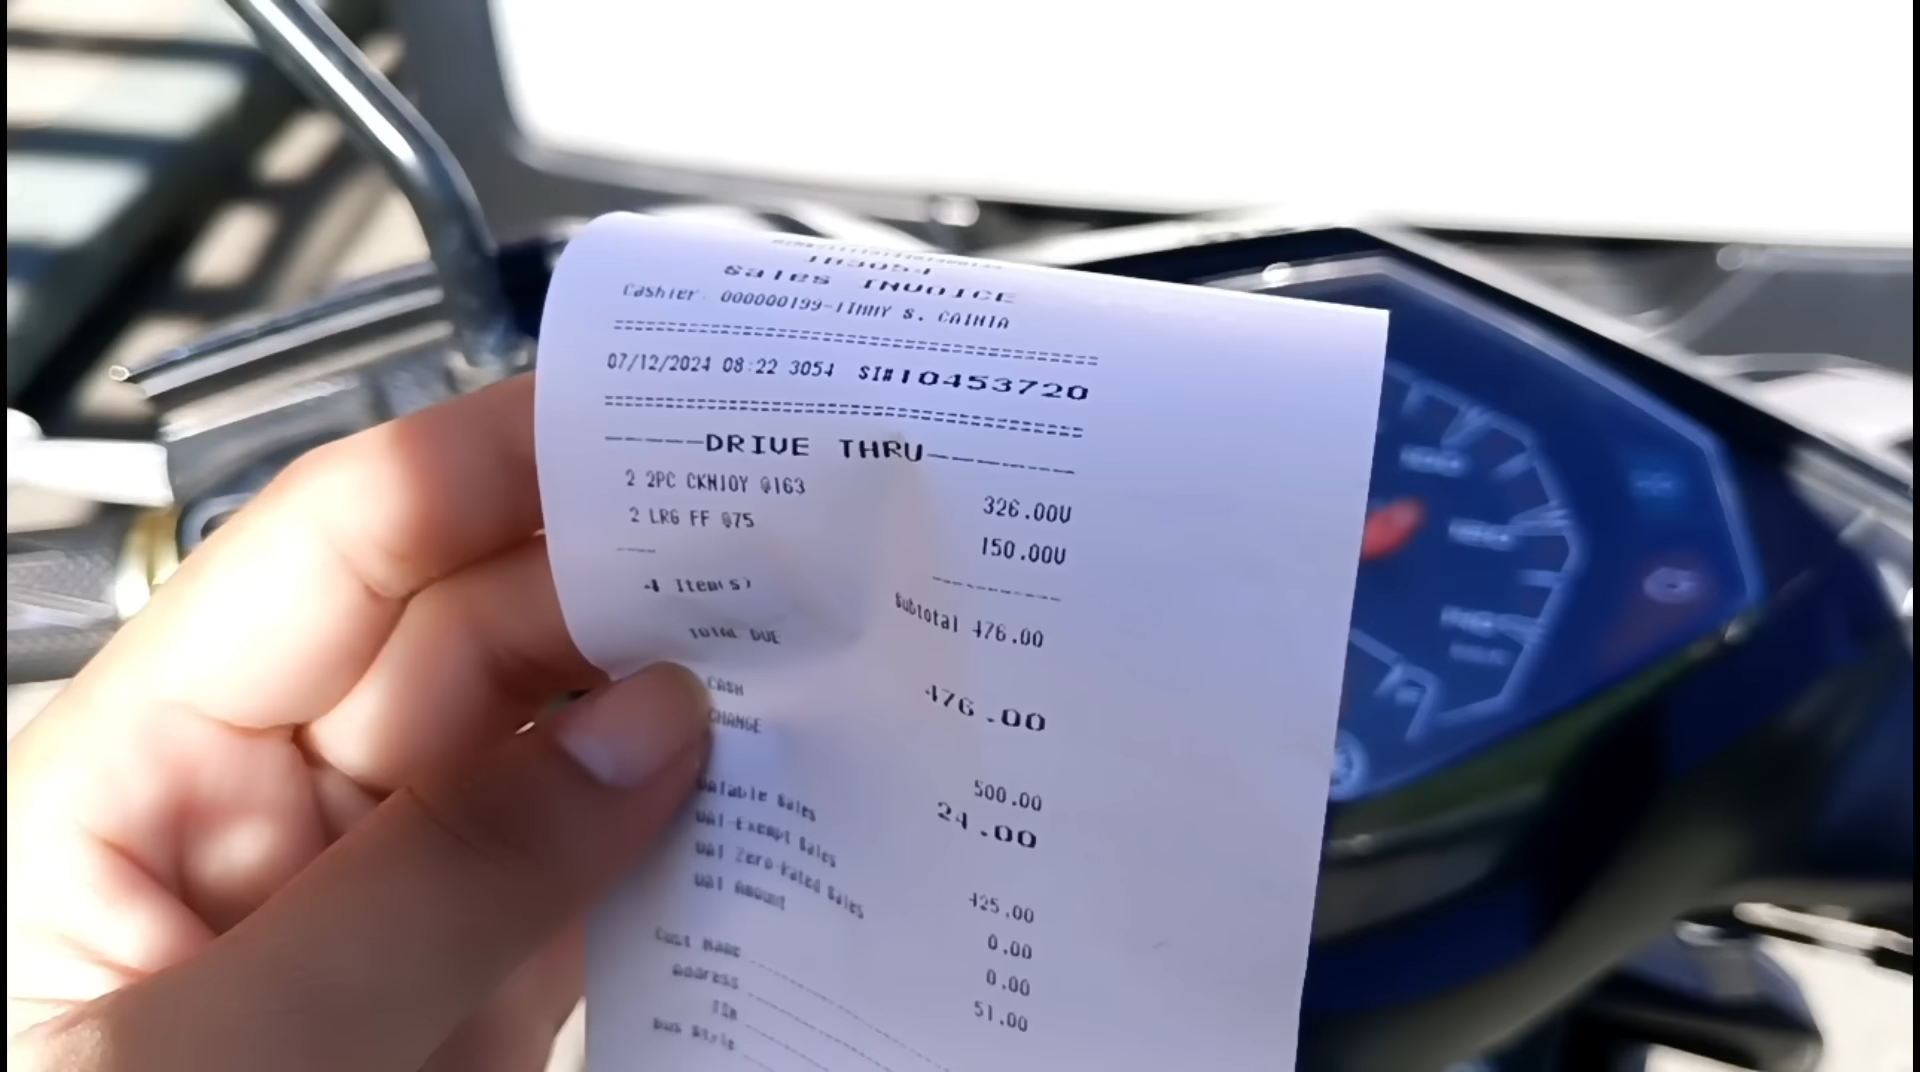 JH3054
Sales INVOICE
Cashier: 000000199-JIMMY S.
07/12/2024 08:22 3054 SI#10453720
-----DRIVE THRU-------
2 2PC CKNJOY @163 326.00V
2 LRG FF @75 150.00V
4 Item(s) Subtotal 476.00
TOTAL DUE 476.00
CASH 500.00
CHANGE 24.00
VATable Sales 425.00
VAT-Exempt Sales 0.00
VAT Zero-Rated Sales 0.00
VAT Amount 51.00
Cust Name
Address
TIN
Bus Style